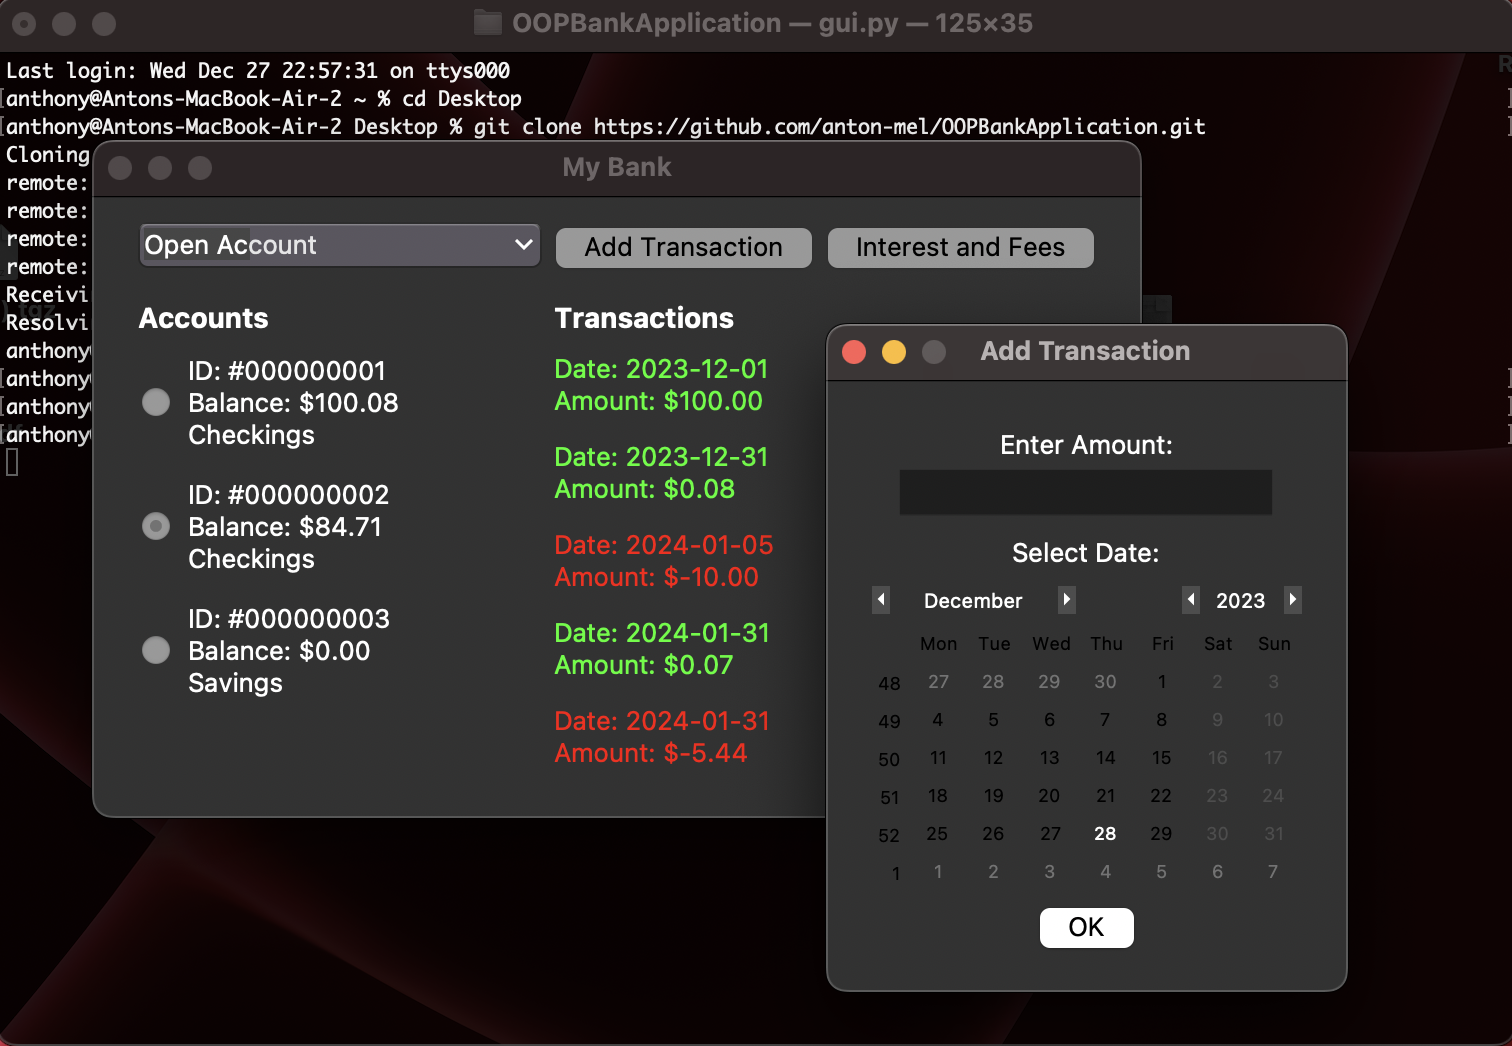 OOPBankApplication — gui.py — 125×35
Last login: Wed Dec 27 22:57:31 on ttys000
[anthony@Antons-MacBook-Air-2 ~ % cd Desktop
[anthony@Antons-MacBook-Air-2 Desktop % git clone https://github.com/anton-mel/OOPBankApplication.git
Cloning
remote:
remote:
remote:
remote:
Receivi
Resolvi
anthony
[anthony
[anthony
[anthony
My Bank
Open Account
Add Transaction
Interest and Fees
Accounts
ID: #000000001
Balance: $100.08
Checkings
ID: #000000002
Balance: $84.71
Checkings
ID: #000000003
Balance: $0.00
Savings
Transactions
Date: 2023-12-01
Amount: $100.00
Date: 2023-12-31
Amount: $0.08
Date: 2024-01-05
Amount: $-10.00
Date: 2024-01-31
Amount: $0.07
Date: 2024-01-31
Amount: $-5.44
Add Transaction
Enter Amount:
Select Date:
December 2023
Mon Tue Wed Thu Fri Sat Sun
48 27 28 29 30 1 2 3
49 4 5 6 7 8 9 10
50 11 12 13 14 15 16 17
51 18 19 20 21 22 23 24
52 25 26 27 28 29 30 31
1 1 2 3 4 5 6 7
OK